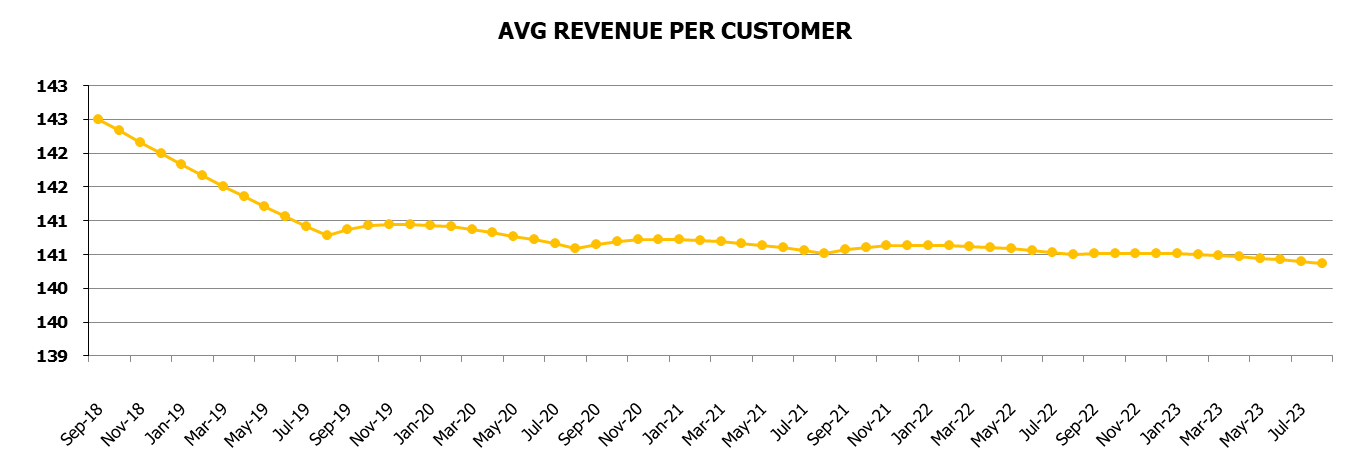 AVG REVENUE PER CUSTOMER
143
143
142
142
141
141
140
140
139
Sep-18
Nov-18
Jan-19
Mar-19
May-19
Jul-19
Sep-19
Nov-19
Jan-20
Mar-20
May-20
Jul-20
Sep-20
Nov-20
Jan-21
Mar-21
May-21
Jul-21
Sep-21
Nov-21
Jan-22
Mar-22
May-22
Jul-22
Sep-22
Nov-22
Jan-23
Mar-23
May-23
Jul-23